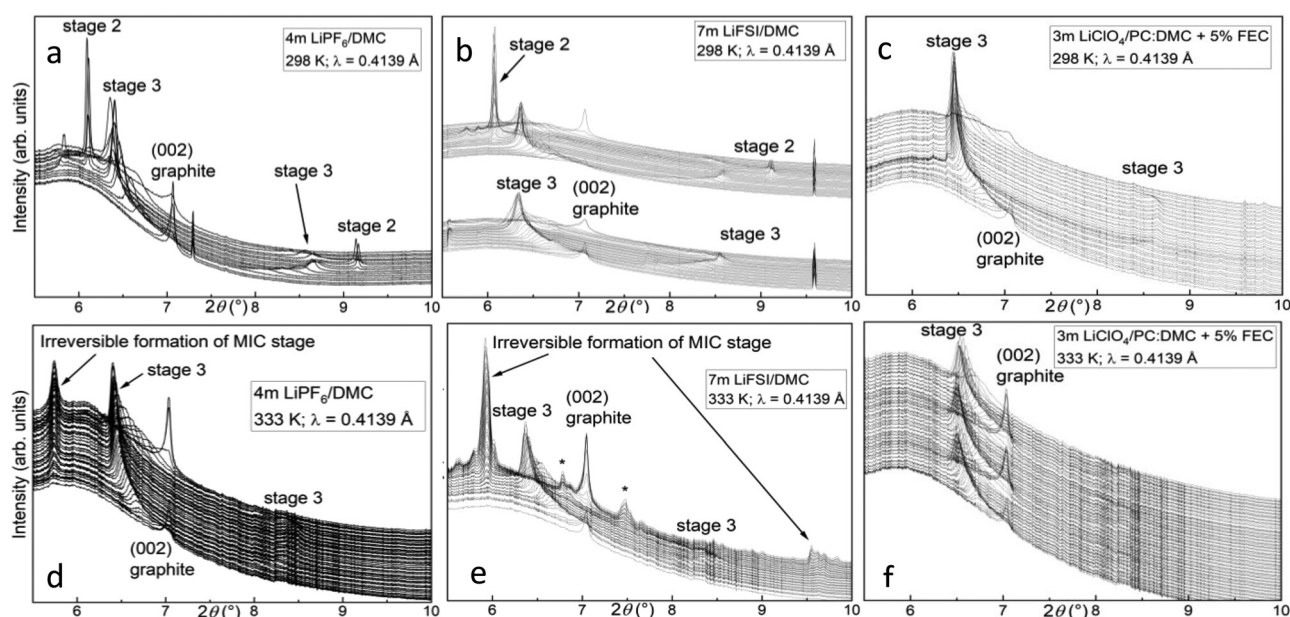 a
stage 2
4m LiPF₆/DMC
298 K; λ = 0.4139 Å
stage 3
(002)
graphite
stage 3
stage 2
Intensity (arb. units)
6 7 2θ(°) 8 9 10
b
stage 2
7m LiFSI/DMC
298 K; λ = 0.4139 Å
stage 2
stage 3
(002)
graphite
stage 3
6 7 2θ(°) 8 9 10
c
stage 3
3m LiClO₄/PC:DMC + 5% FEC
298 K; λ = 0.4139 Å
stage 3
(002)
graphite
6 7 2θ(°) 8 9 10
Irreversible formation of MIC stage
stage 3
4m LiPF₆/DMC
333 K; λ = 0.4139 Å
stage 3
(002)
graphite
d
Intensity (arb. units)
6 7 2θ(°) 8 9 10
Irreversible formation of MIC stage
7m LiFSI/DMC
333 K; λ = 0.4139 Å
stage 3
(002)
graphite
*
*
stage 3
e
6 7 2θ(°) 8 9 10
stage 3
3m LiClO₄/PC:DMC + 5% FEC
333 K; λ = 0.4139 Å
(002)
graphite
f
6 7 2θ(°) 8 9 10